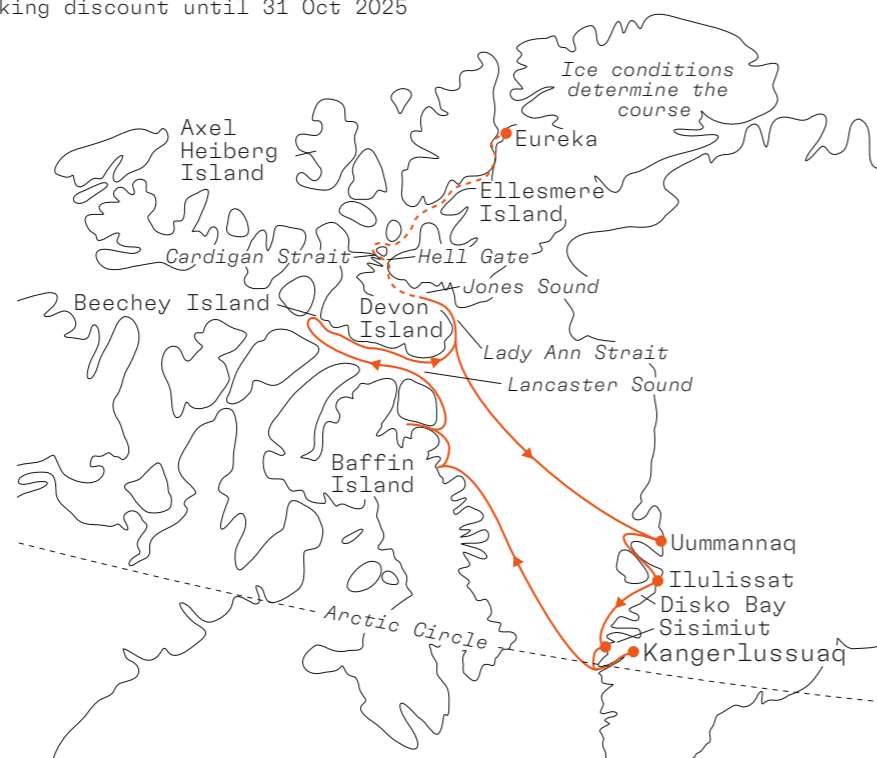 king discount until 31 Oct 2025
Ice conditions
determine the
course
Axel
Heiberg
Island
Eureka
Ellesmere
Island
Cardigan Strait
Hell Gate
Jones Sound
Beechey Island
Devon
Island
Lady Ann Strait
Lancaster Sound
Baffin
Island
Uummannaq
Ilulissat
Disko Bay
Sisimiut
Arctic Circle
Kangerlussuaq